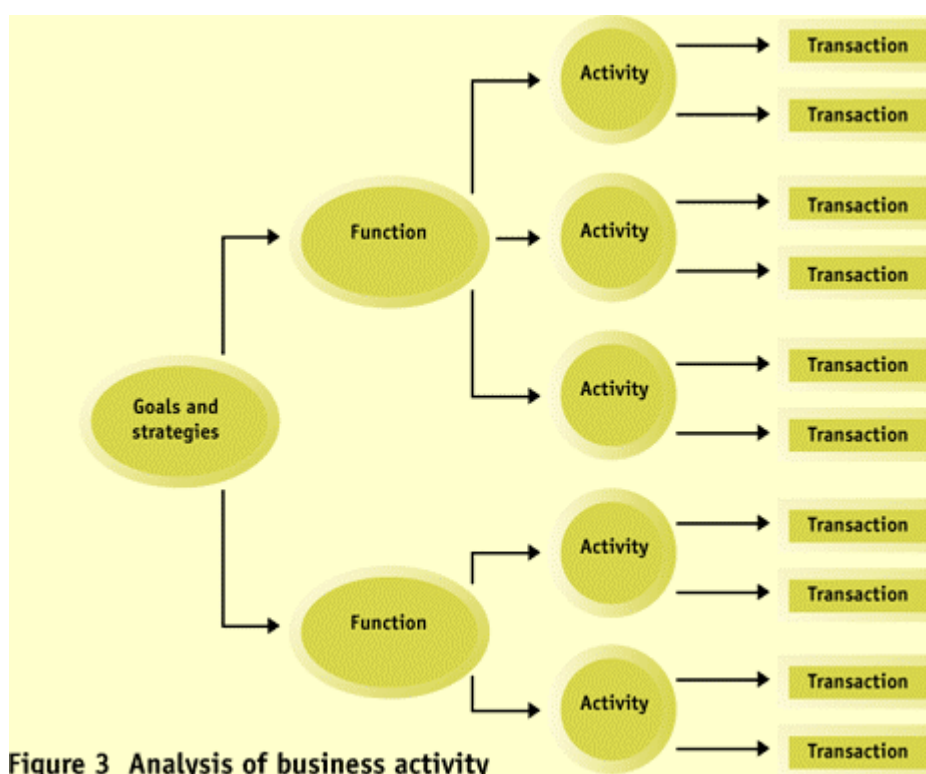 Transaction
Activity
Transaction
Transaction
Function
Activity
Transaction
Transaction
Activity
Goals and
strategies
Transaction
Transaction
Activity
Transaction
Function
Transaction
Activity
Transaction
Figure 3 Analysis of business activity